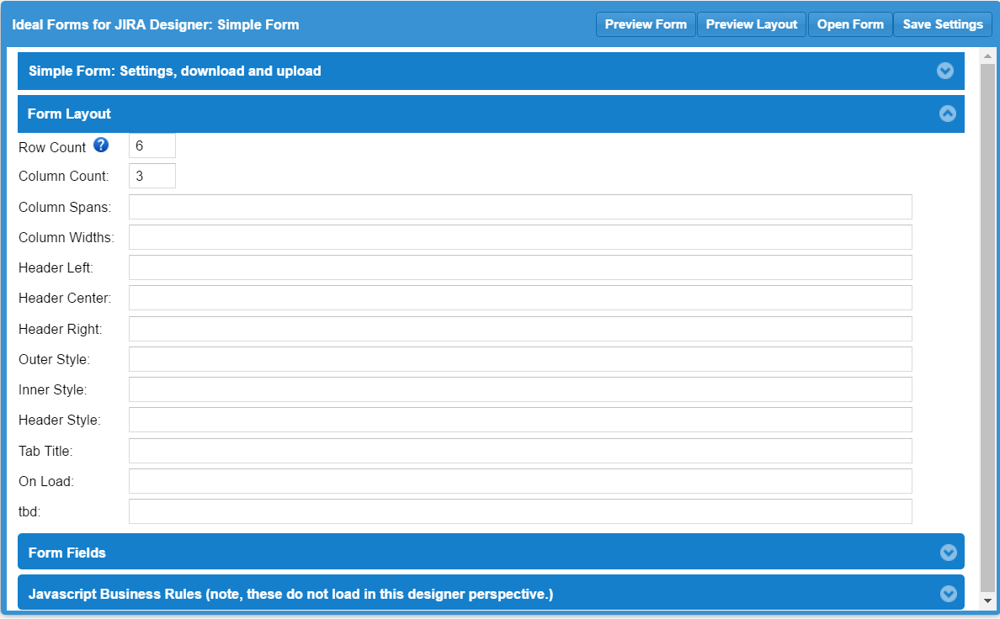 Ideal Forms for JIRA Designer: Simple Form
Preview Form Preview Layout Open Form Save Settings
Simple Form: Settings, download and upload
Form Layout
Row Count ? 6
Column Count: 3
Column Spans:
Column Widths:
Header Left:
Header Center:
Header Right:
Outer Style:
Inner Style:
Header Style:
Tab Title:
On Load:
tbd:
Form Fields
Javascript Business Rules (note, these do not load in this designer perspective.)